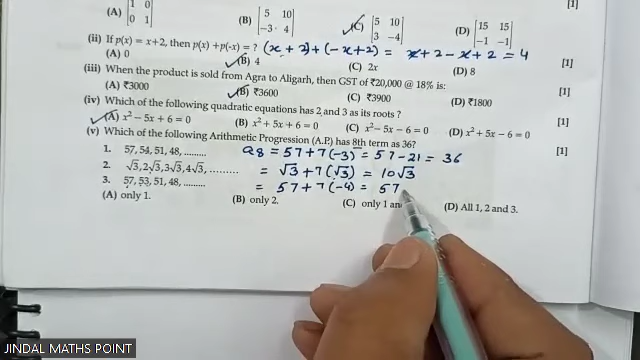 [1]
(A) |1 0| |0 1| (B) |5 10| |-3 4| (C) |5 10| |3 -4| (D) |15 15| |-1 -1|
(ii) If p(x) = x+2, then p(x) +p(-x) = ? (x + 2) + (-x+2) = x + 2 - x + 2 = 4
(A) 0 (B) 4 (C) 2x (D) 8 [1]
(iii) When the product is sold from Agra to Aligarh, then GST of ₹20,000 @ 18% is:
(A) ₹3000 (B) ₹3600 (C) ₹3900 (D) ₹1800 [1]
(iv) Which of the following quadratic equations has 2 and 3 as its roots ?
(A) x² – 5x + 6 = 0 (B) x² + 5x + 6 = 0 (C) x² – 5x – 6 = 0 (D) x² + 5x – 6 = 0 [1]
(v) Which of the following Arithmetic Progression (A.P.) has 8th term as 36?
1. 57, 54, 51, 48, ......... a8 = 57 + 7(-3) = 57 - 21 = 36 [1]
2. √3, 2√3, 3√3, 4√3, ......... = √3 + 7(√3) = 10√3
3. 57, 53, 51, 48, ......... = 57 + 7(-4) = 57
(A) only 1. (B) only 2. (C) only 1 (D) All 1, 2 and 3.
JINDAL MATHS POINT